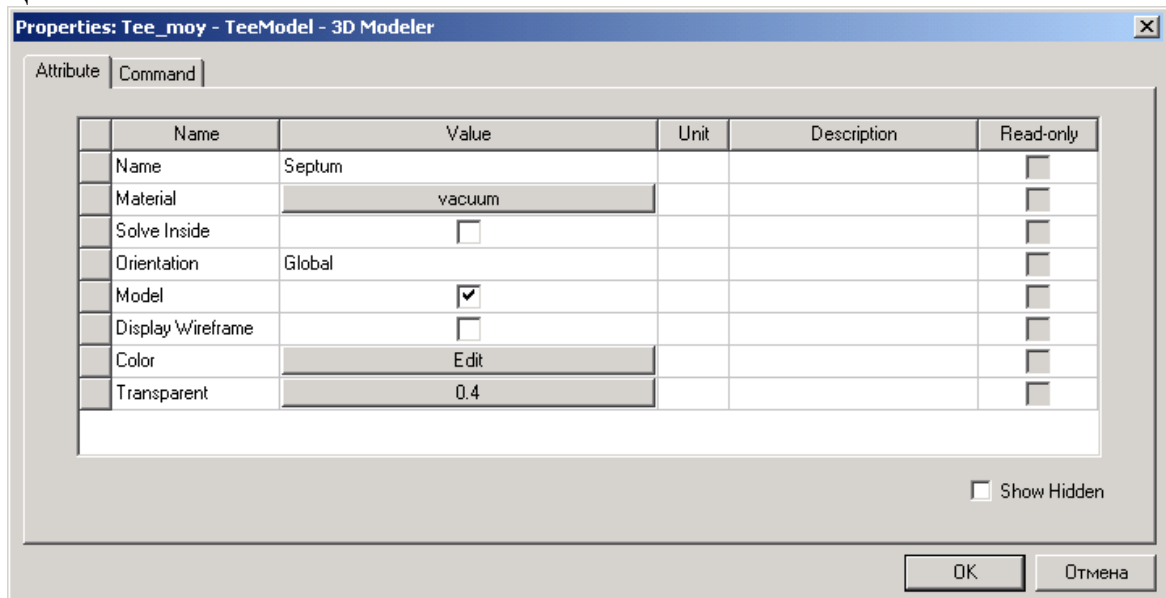 Properties: Tee_moy - TeeModel - 3D Modeler
Attribute Command
Name Value Unit Description Read-only
Name Septum
Material vacuum
Solve Inside
Orientation Global
Model
Display Wireframe
Color Edit
Transparent 0.4
Show Hidden
OK Отмена